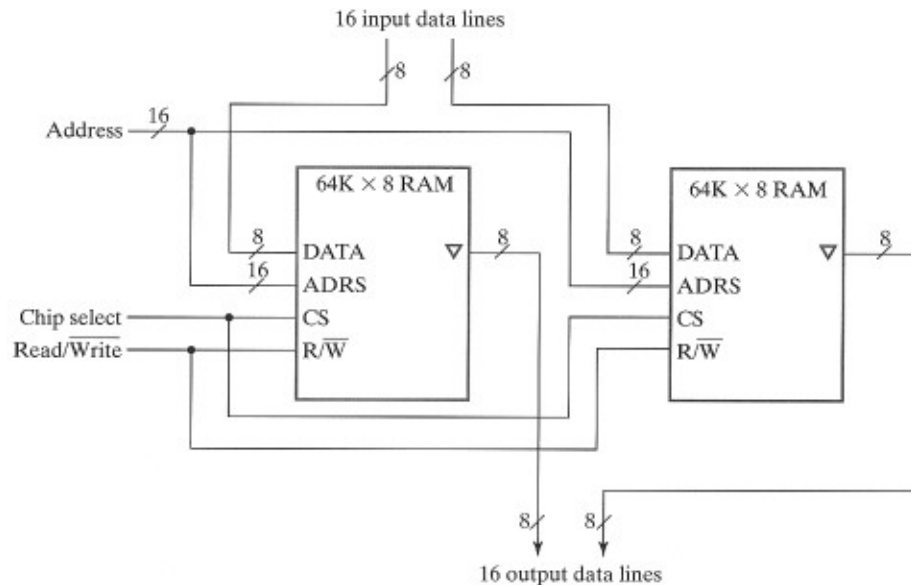 16 input data lines
8
8
16
Address
64K × 8 RAM
64K × 8 RAM
8
DATA
8
8
DATA
8
16
ADRS
16
ADRS
Chip select
CS
CS
Read/W̅r̅i̅t̅e̅
R/W̅
R/W̅
8
8
16 output data lines